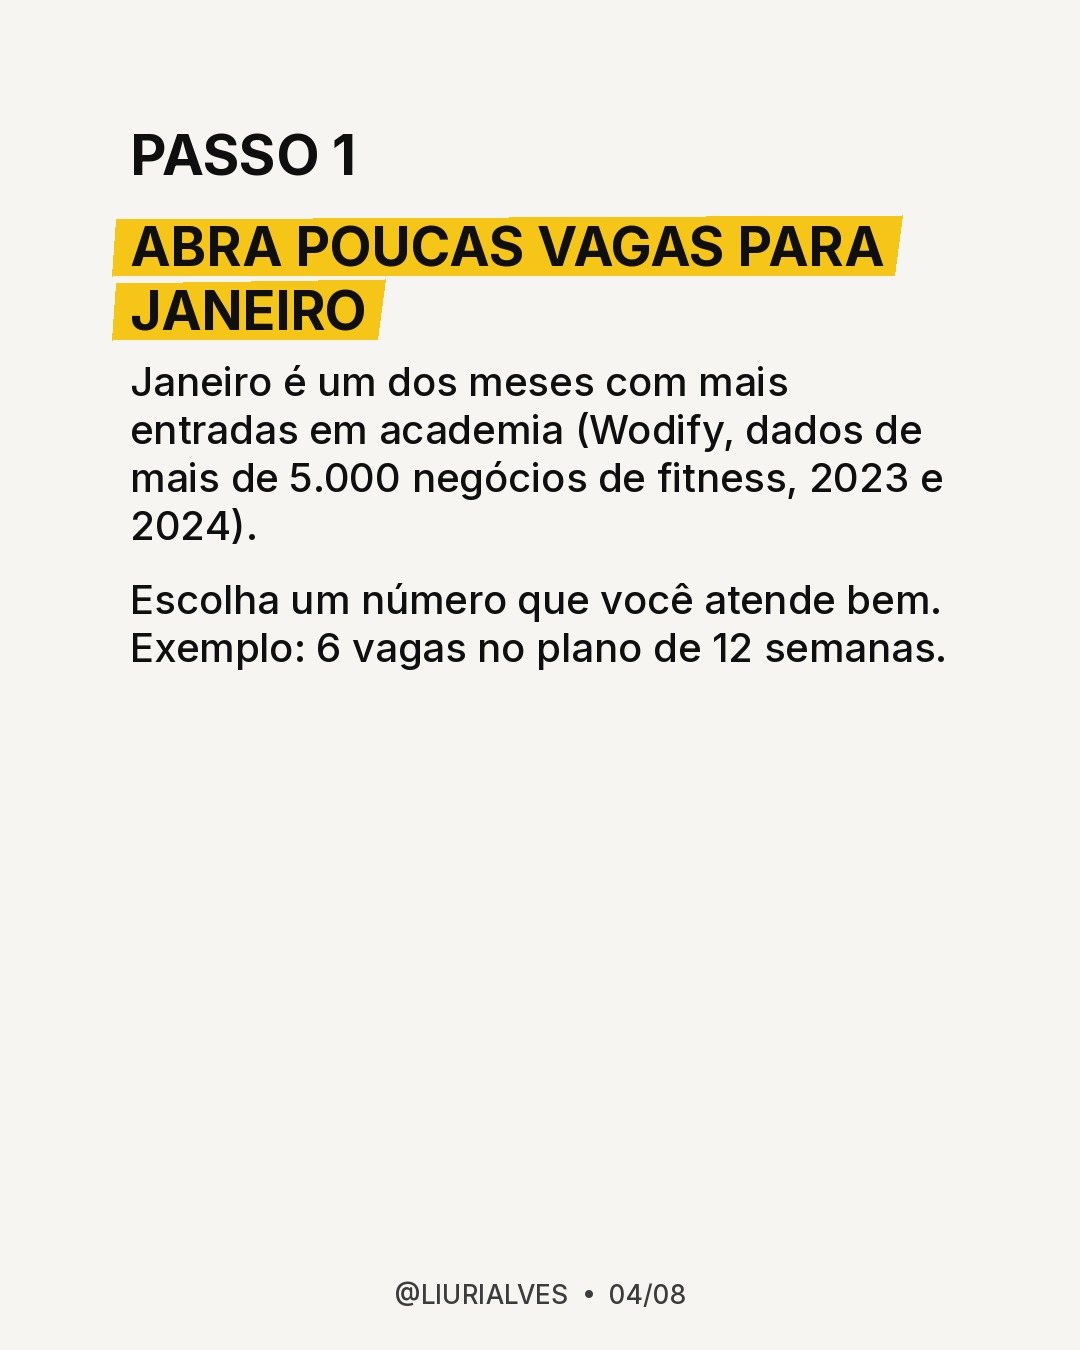 PASSO 1
ABRA POUCAS VAGAS PARA
JANEIRO
Janeiro é um dos meses com mais
entradas em academia (Wodify, dados de
mais de 5.000 negócios de fitness, 2023 e
2024).
Escolha um número que você atende bem.
Exemplo: 6 vagas no plano de 12 semanas.
@LIURIALVES • 04/08